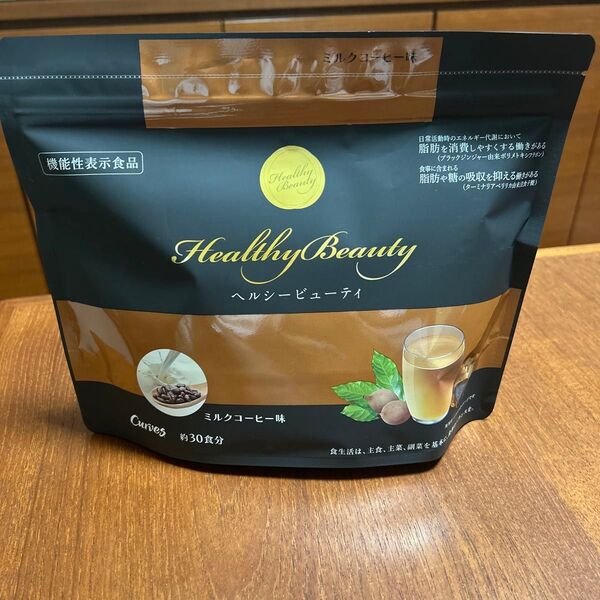 ミルクコーヒー味
機能性表示食品
日常活動時のエネルギー代謝において
脂肪を消費しやすくする働きがある
(ブラックジンジャー由来ポリメトキシフラボン)
食事に含まれる
脂肪や糖の吸収を抑える働きがある
(ターミナリアベリリカ由来没食子酸)
Healthy
Beauty
Healthy Beauty
ヘルシービューティ
ミルクコーヒー味
Curves
約30食分
食生活は、主食、主菜、副菜を基本に